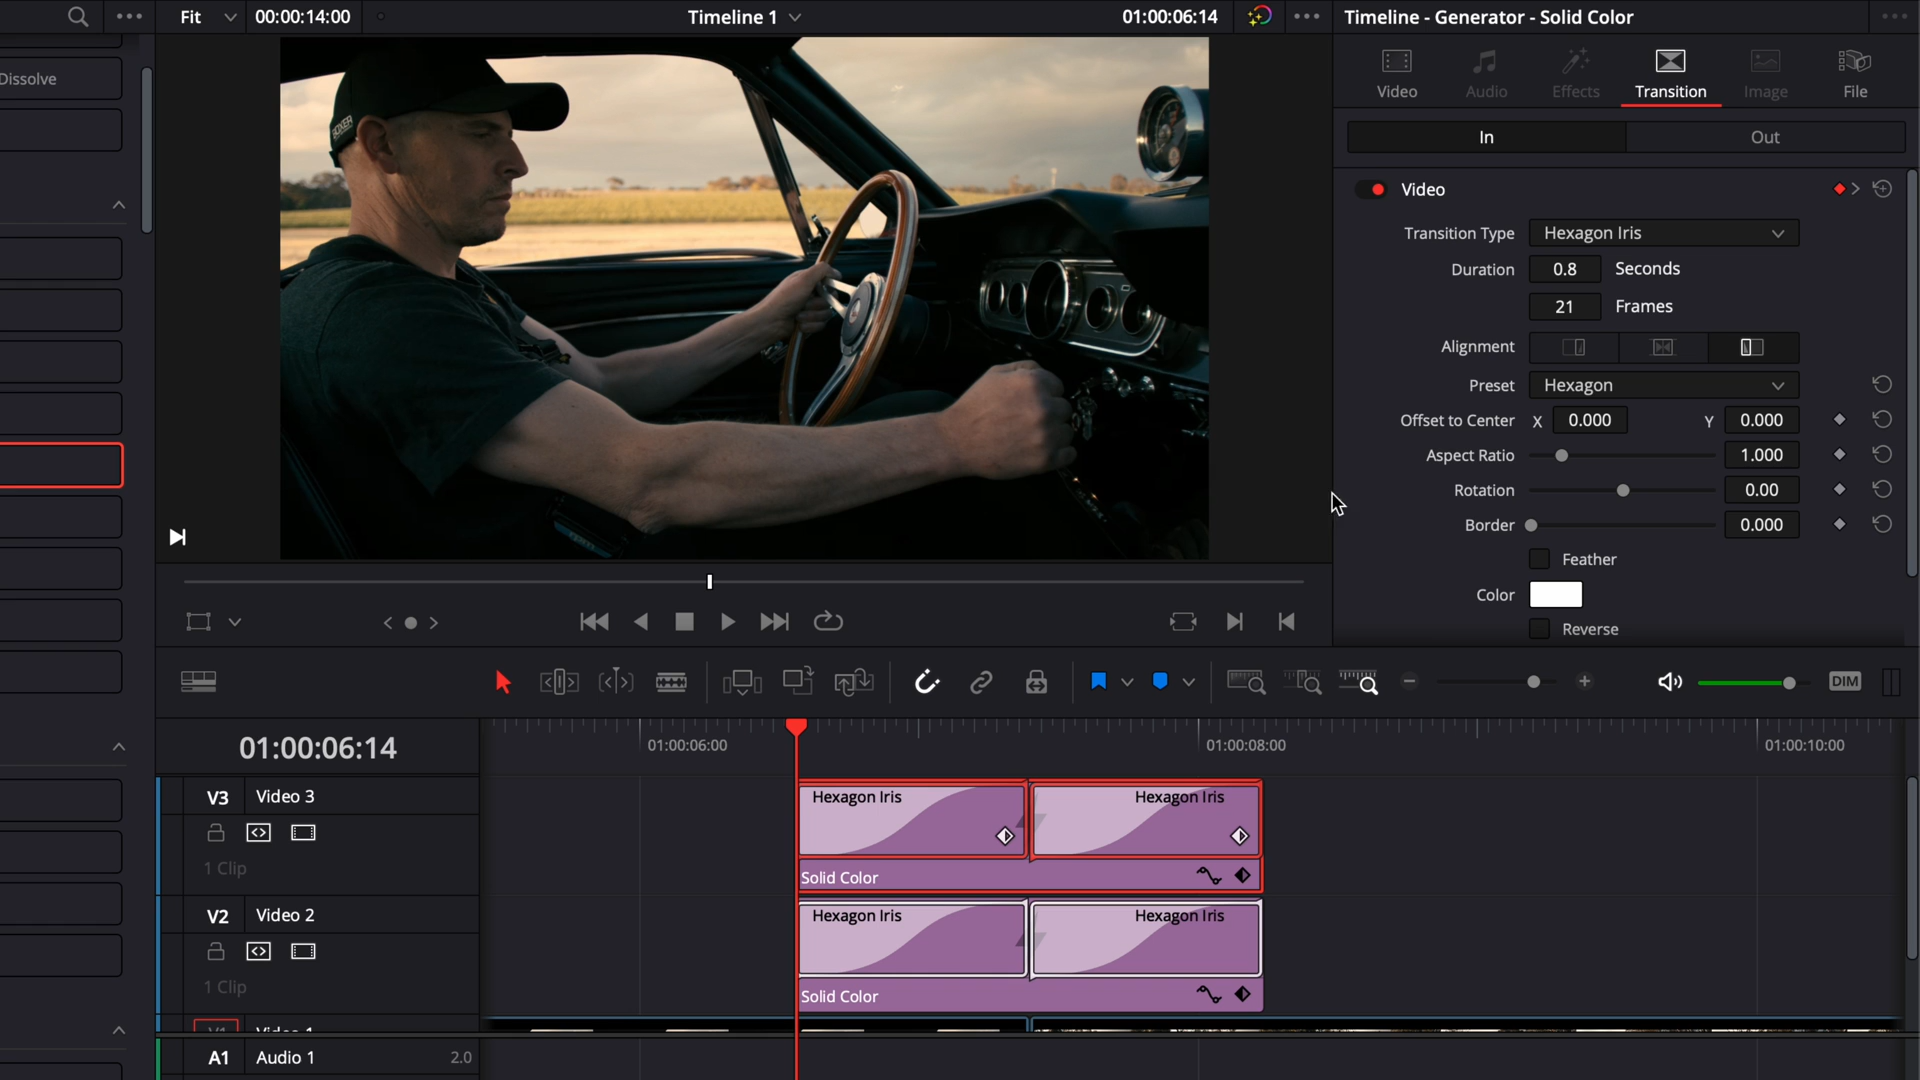 Fit
00:00:14:00
Timeline 1
01:00:06:14
Timeline - Generator - Solid Color
Dissolve
Video
Audio
Effects
Transition
Image
File
In
Out
BOXER
Video
Transition Type
Hexagon Iris
Duration
0.8
Seconds
21
Frames
Alignment
Preset
Hexagon
Offset to Center
X
0.000
Y
0.000
Aspect Ratio
1.000
Rotation
0.00
Border
0.000
Feather
Color
Reverse
DIM
01:00:06:14
01:00:06:00
01:00:08:00
01:00:10:00
V3
Video 3
1 Clip
Hexagon Iris
Hexagon Iris
Solid Color
V2
Video 2
1 Clip
Hexagon Iris
Hexagon Iris
Solid Color
V1
Video 1
A1
Audio 1
2.0